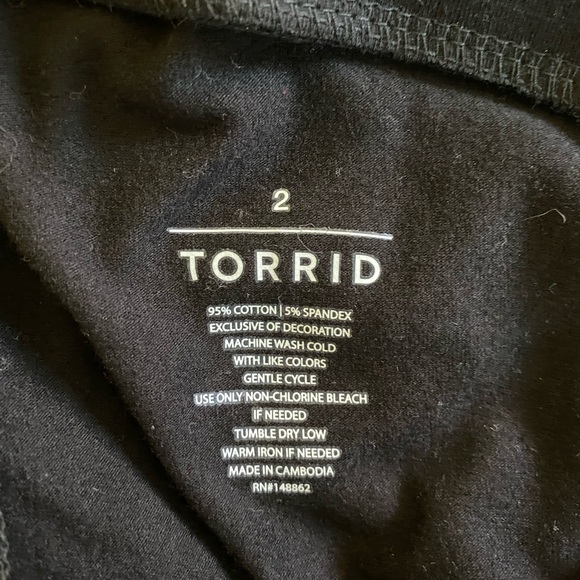 2
TORRID
95% COTTON | 5% SPANDEX
EXCLUSIVE OF DECORATION
MACHINE WASH COLD
WITH LIKE COLORS
GENTLE CYCLE
USE ONLY NON-CHLORINE BLEACH
IF NEEDED
TUMBLE DRY LOW
WARM IRON IF NEEDED
MADE IN CAMBODIA
RN#148862